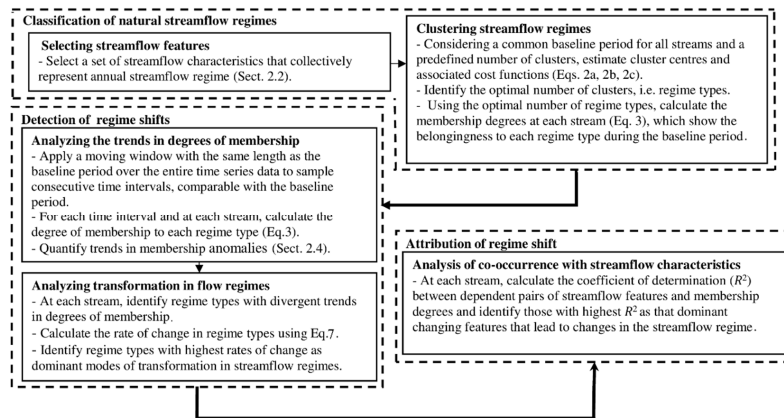 Classification of natural streamflow regimes
Selecting streamflow features
- Select a set of streamflow characteristics that collectively
represent annual streamflow regime (Sect. 2.2).
Clustering streamflow regimes
- Considering a common baseline period for all streams and a
predefined number of clusters, estimate cluster centres and
associated cost functions (Eqs. 2a, 2b, 2c).
- Identify the optimal number of clusters, i.e. regime types.
- Using the optimal number of regime types, calculate the
membership degrees at each stream (Eq. 3), which show the
belongingness to each regime type during the baseline period.
Detection of regime shifts
Analyzing the trends in degrees of membership
- Apply a moving window with the same length as the
baseline period over the entire time series data to sample
consecutive time intervals, comparable with the baseline
period.
- For each time interval and at each stream, calculate the
degree of membership to each regime type (Eq.3).
- Quantify trends in membership anomalies (Sect. 2.4).
Analyzing transformation in flow regimes
- At each stream, identify regime types with divergent trends
in degrees of membership.
- Calculate the rate of change in regime types using Eq.7.
- Identify regime types with highest rates of change as
dominant modes of transformation in streamflow regimes.
Attribution of regime shift
Analysis of co-occurrence with streamflow characteristics
- At each stream, calculate the coefficient of determination (R²)
between dependent pairs of streamflow features and membership
degrees and identify those with highest R² as that dominant
changing features that lead to changes in the streamflow regime.